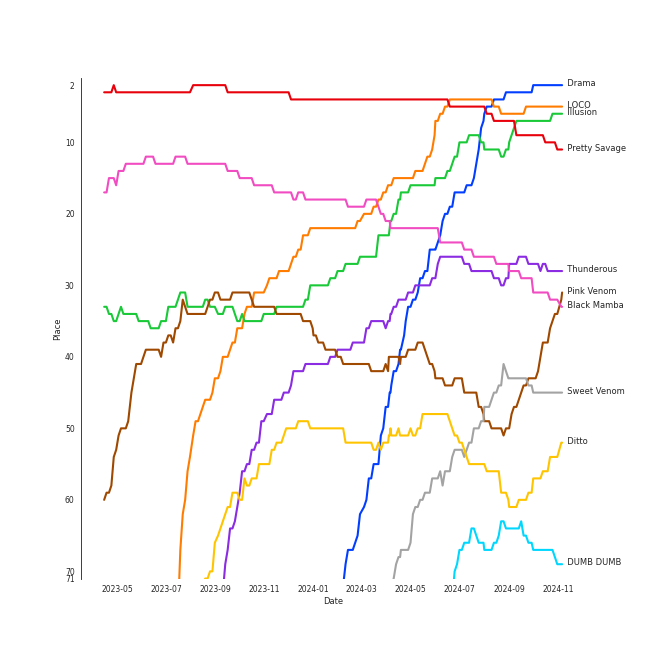 2
10
20
30
40
50
60
70
71
Place
2023-05
2023-07
2023-09
2023-11
2024-01
2024-03
2024-05
2024-07
2024-09
2024-11
Date
Drama
LOCO
Illusion
Pretty Savage
Thunderous
Pink Venom
Black Mamba
Sweet Venom
Ditto
DUMB DUMB